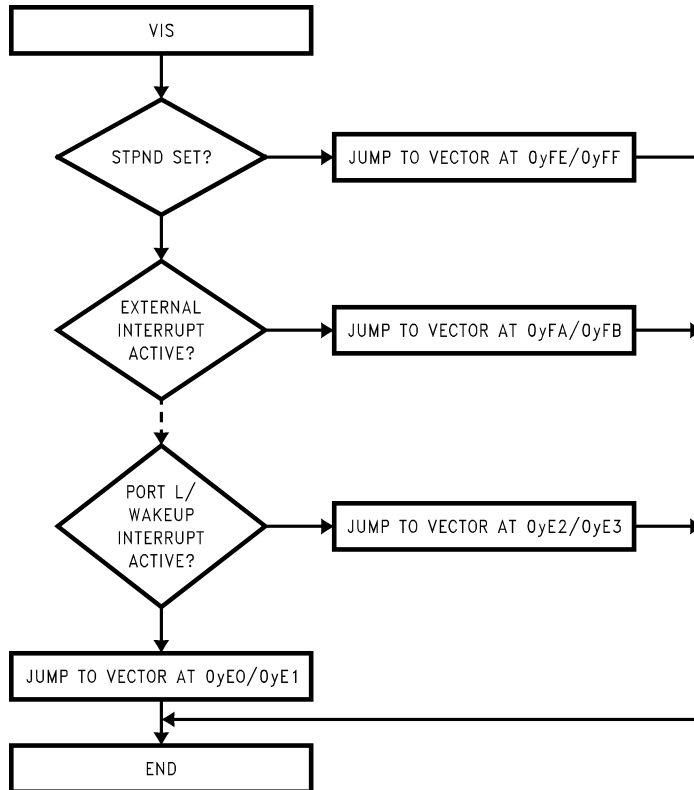 VIS
STPND SET?
JUMP TO VECTOR AT 0yFE/0yFF
EXTERNAL
INTERRUPT
ACTIVE?
JUMP TO VECTOR AT 0yFA/0yFB
PORT L/
WAKEUP
INTERRUPT
ACTIVE?
JUMP TO VECTOR AT 0yE2/0yE3
JUMP TO VECTOR AT 0yE0/0yE1
END